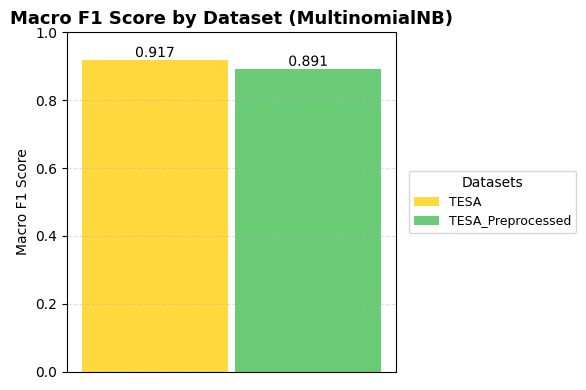 Macro F1 Score by Dataset (MultinomialNB)
1.0
0.917
0.891
0.8
0.6
0.4
0.2
0.0
Macro F1 Score
Datasets
TESA
TESA_Preprocessed